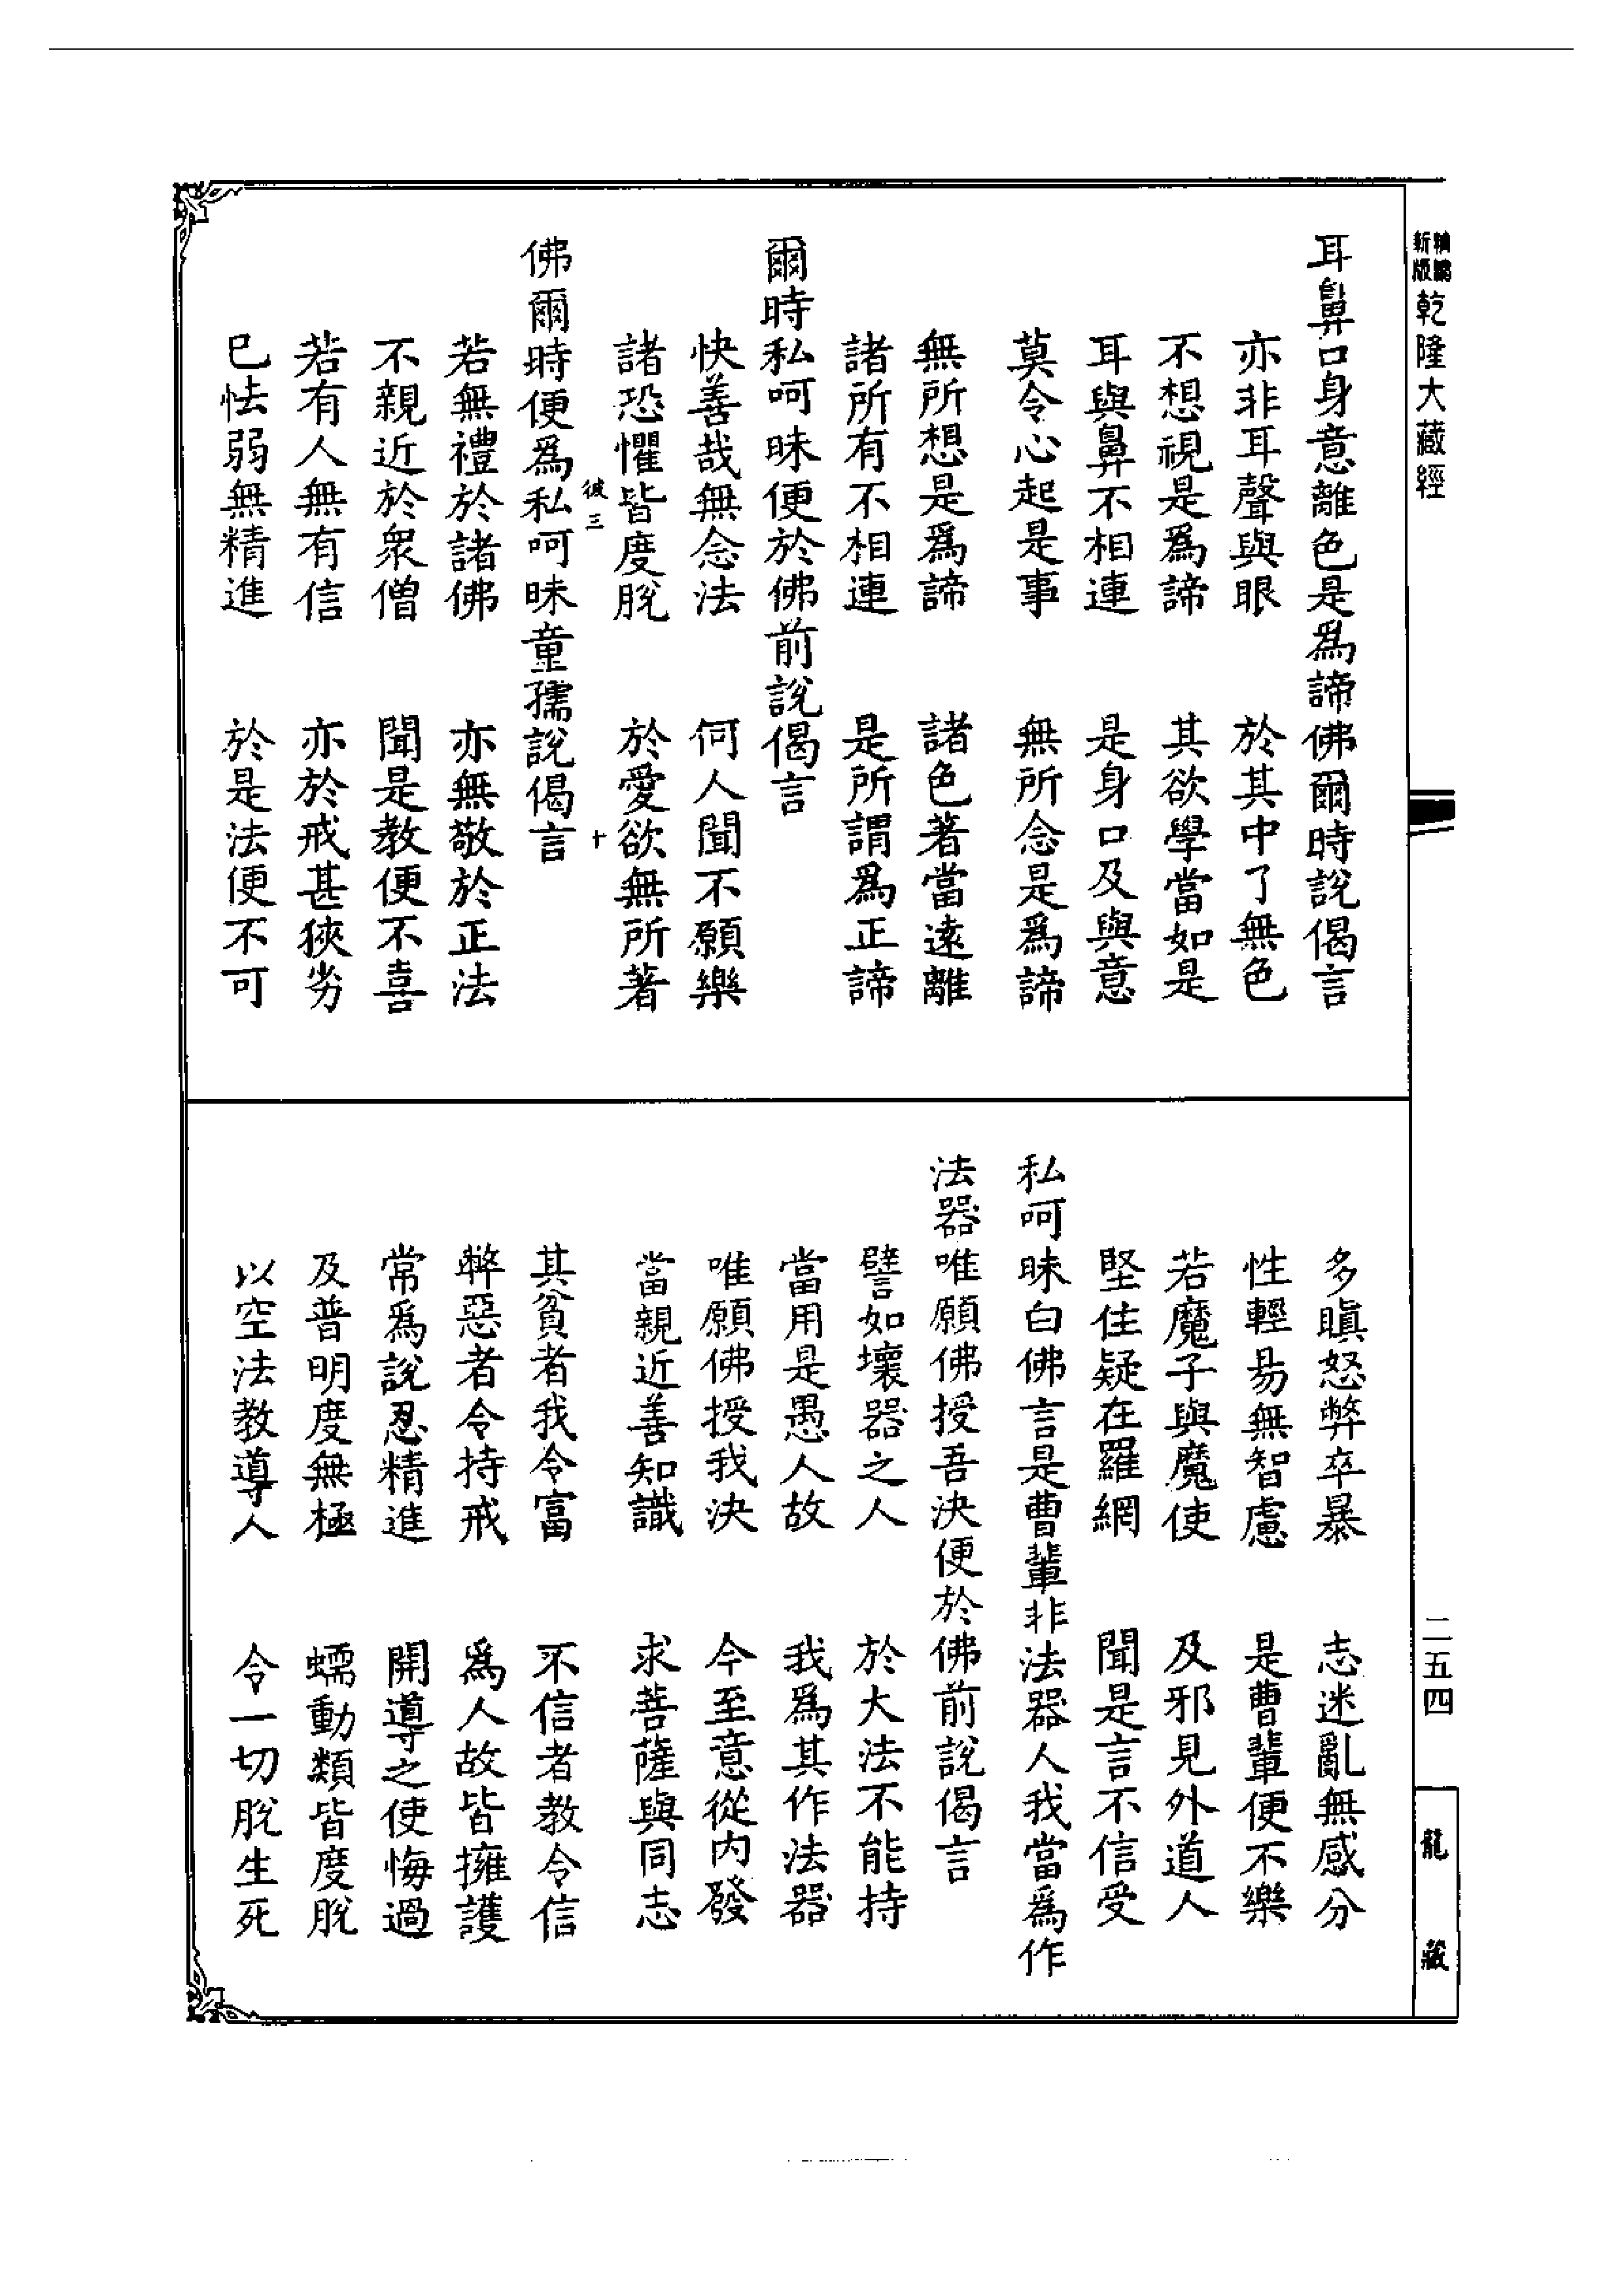 新版精編乾隆大藏經
耳鼻口身意離色是為諦佛爾時說偈言
亦非耳聲與眼　於其中了無色
不想視是為諦　其欲學當如是
耳與鼻不相連　是身口及與意
莫令心起是事　無所念是為諦
無所想是為諦　諸色著當遠離
諸所有不相連　是所謂為正諦
爾時私呵昧便於佛前說偈言
快善哉無念法　何人聞不願樂
諸恐懼皆度脫　於愛欲無所著
彼三　十
佛爾時便為私呵昧童孺說偈言
若無禮於諸佛　亦無敬於正法
不親近於眾僧　聞是教便不喜
若有人無有信　亦於戒甚狹劣
已怯弱無精進　於是法便不可
多瞋怒弊卒暴　志迷亂無感分
性輕易無智慮　是曹輩便不樂
若魔子與魔使　及邪見外道人
堅住疑在羅網　聞是言不信受
私呵昧白佛言是曹輩非法器人我當為作
法器唯願佛授吾決便於佛前說偈言
譬如壞器之人　於大法不能持
當用是愚人故　我為其作法器
唯願佛授我決　今至意從內發
當親近善知識　求菩薩與同志
其貧者我令富　不信者教令信
弊惡者令持戒　為人故皆擁護
常為說忍精進　開導之使悔過
及普明度無極　蠕動類皆度脫
以空法教導人　令一切脫生死
二五四
龍藏